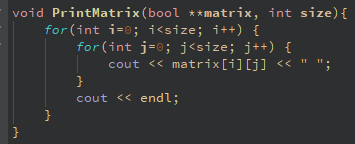 void PrintMatrix(bool **matrix, int size){
    for(int i=0; i<size; i++) {
        for(int j=0; j<size; j++) {
            cout << matrix[i][j] << " ";
        }
        cout << endl;
    }
}